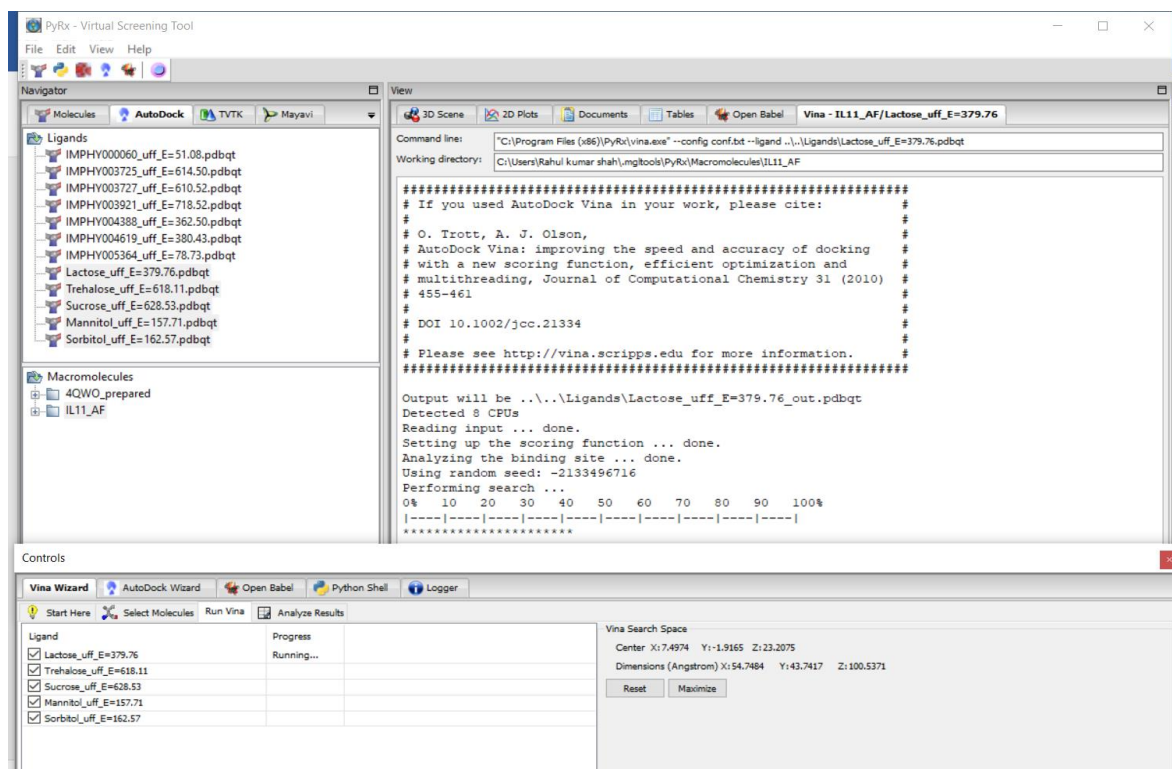 PyRx - Virtual Screening Tool
File Edit View Help
Navigator
Molecules AutoDock TVTK Mayavi
Ligands
IMPHY000060_uff_E=51.08.pdbqt
IMPHY003725_uff_E=614.50.pdbqt
IMPHY003727_uff_E=610.52.pdbqt
IMPHY003921_uff_E=718.52.pdbqt
IMPHY004388_uff_E=362.50.pdbqt
IMPHY004619_uff_E=380.43.pdbqt
IMPHY005364_uff_E=78.73.pdbqt
Lactose_uff_E=379.76.pdbqt
Trehalose_uff_E=618.11.pdbqt
Sucrose_uff_E=628.53.pdbqt
Mannitol_uff_E=157.71.pdbqt
Sorbitol_uff_E=162.57.pdbqt
Macromolecules
4QWO_prepared
IL11_AF
View
3D Scene 2D Plots Documents Tables Open Babel Vina - IL11_AF/Lactose_uff_E=379.76
Command line: "C:\Program Files (x86)\PyRx\vina.exe" --config conf.txt --ligand ..\..\Ligands\Lactose_uff_E=379.76.pdbqt
Working directory: C:\Users\Rahul kumar shah\.mgltools\PyRx\Macromolecules\IL11_AF
#################################################################
# If you used AutoDock Vina in your work, please cite: #
# #
# O. Trott, A. J. Olson, #
# AutoDock Vina: improving the speed and accuracy of docking #
# with a new scoring function, efficient optimization and #
# multithreading, Journal of Computational Chemistry 31 (2010) #
# 455-461 #
# #
# DOI 10.1002/jcc.21334 #
# #
# Please see http://vina.scripps.edu for more information. #
#################################################################
Output will be ..\..\Ligands\Lactose_uff_E=379.76_out.pdbqt
Detected 8 CPUs
Reading input ... done.
Setting up the scoring function ... done.
Analyzing the binding site ... done.
Using random seed: -2133496716
Performing search ...
0% 10 20 30 40 50 60 70 80 90 100%
|----|----|----|----|----|----|----|----|----|----|
**********************
Controls
Vina Wizard AutoDock Wizard Open Babel Python Shell Logger
Start Here Select Molecules Run Vina Analyze Results
Ligand Progress
Lactose_uff_E=379.76 Running...
Trehalose_uff_E=618.11
Sucrose_uff_E=628.53
Mannitol_uff_E=157.71
Sorbitol_uff_E=162.57
Vina Search Space
Center X:7.4974 Y:-1.9165 Z:23.2075
Dimensions (Angstrom) X:54.7484 Y:43.7417 Z:100.5371
Reset Maximize